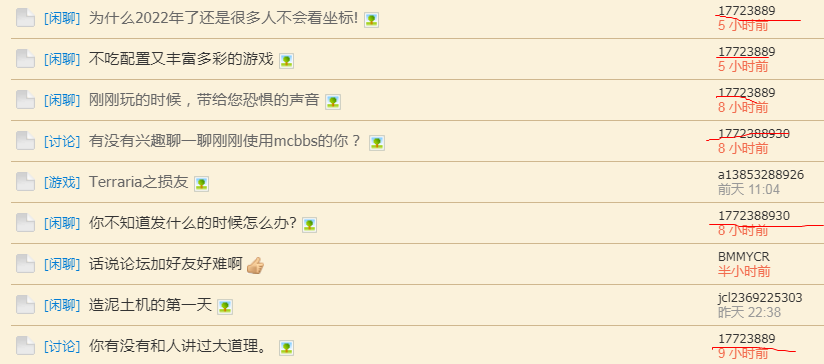 [闲聊] 为什么2022年了还是很多人不会看坐标! 17723889
5 小时前
[闲聊] 不吃配置又丰富多彩的游戏 17723889
5 小时前
[闲聊] 刚刚玩的时候，带给您恐惧的声音 17723889
8 小时前
[讨论] 有没有兴趣聊一聊刚刚使用mcbbs的你？ 1772388930
8 小时前
[游戏] Terraria之损友 a13853288926
前天 11:04
[闲聊] 你不知道发什么的时候怎么办? 1772388930
8 小时前
[闲聊] 话说论坛加好友好难啊 BMMYCR
半小时前
[闲聊] 造泥土机的第一天 jcl2369225303
昨天 22:38
[讨论] 你有没有和人讲过大道理。 17723889
9 小时前